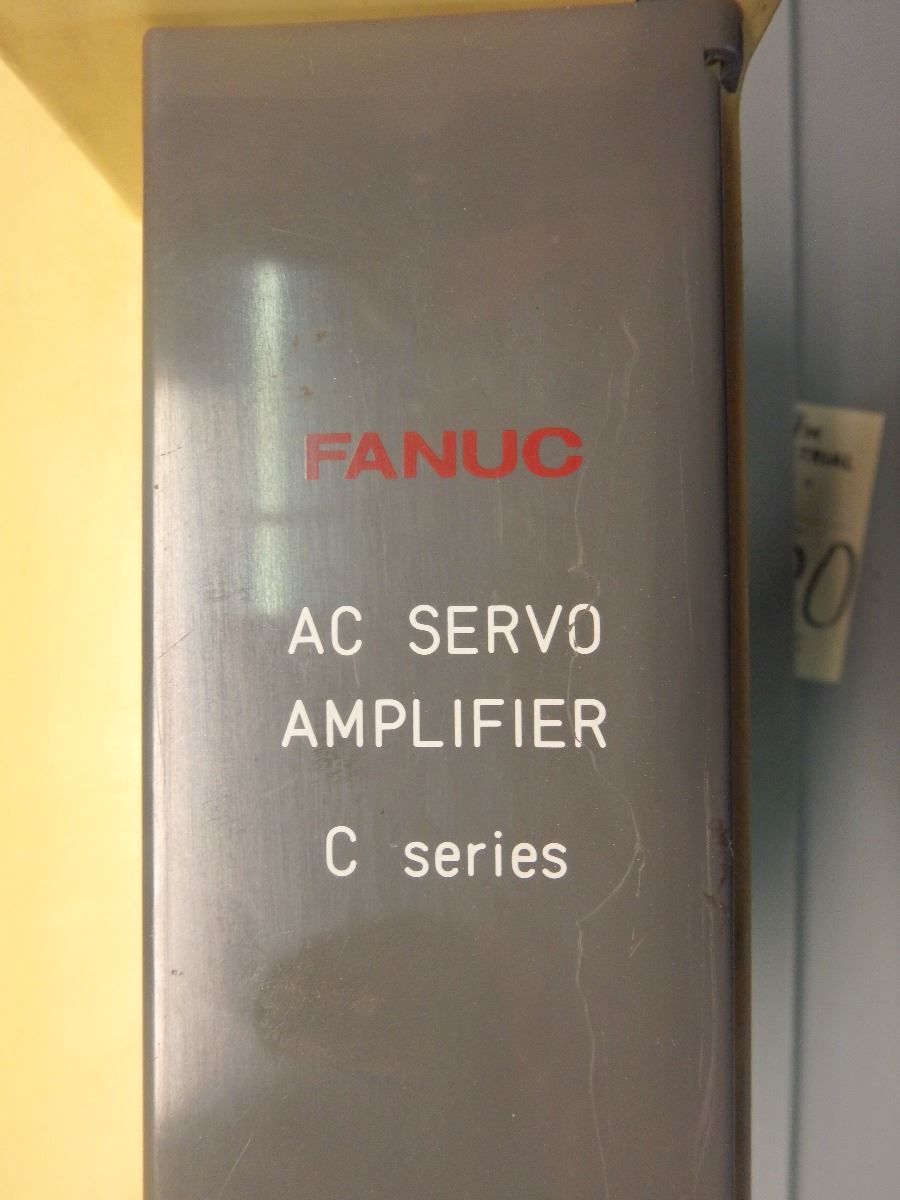 FANUC
AC SERVO
AMPLIFIER
C series